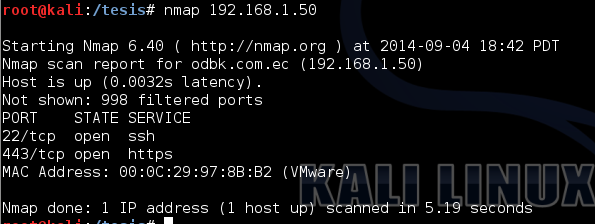 root@kali:/tesis# nmap 192.168.1.50
Starting Nmap 6.40 ( http://nmap.org ) at 2014-09-04 18:42 PDT
Nmap scan report for odbk.com.ec (192.168.1.50)
Host is up (0.0032s latency).
Not shown: 998 filtered ports
PORT    STATE SERVICE
22/tcp  open  ssh
443/tcp open  https
MAC Address: 00:0C:29:97:8B:B2 (VMware)
KALI LINUX
Nmap done: 1 IP address (1 host up) scanned in 5.19 seconds
root@kali:/tesis#